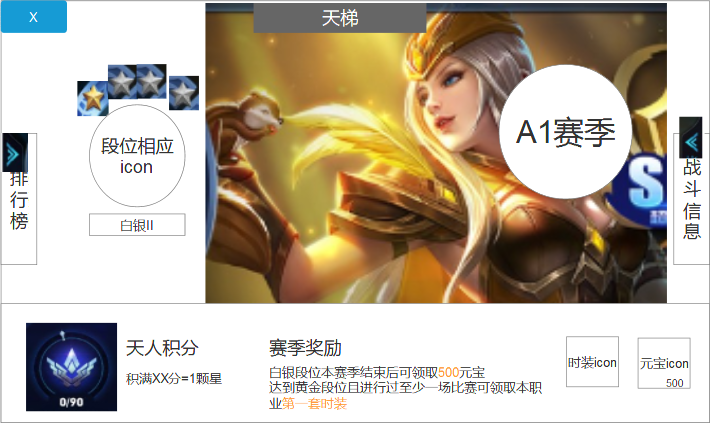 X
天梯
段位相应
icon
A1赛季
排行榜
战斗信息
白银II
天人积分
积满XX分=1颗星
0/90
赛季奖励
白银段位本赛季结束后可领取500元宝
达到黄金段位且进行过至少一场比赛可领取本职
业第一套时装
时装icon
元宝icon
500